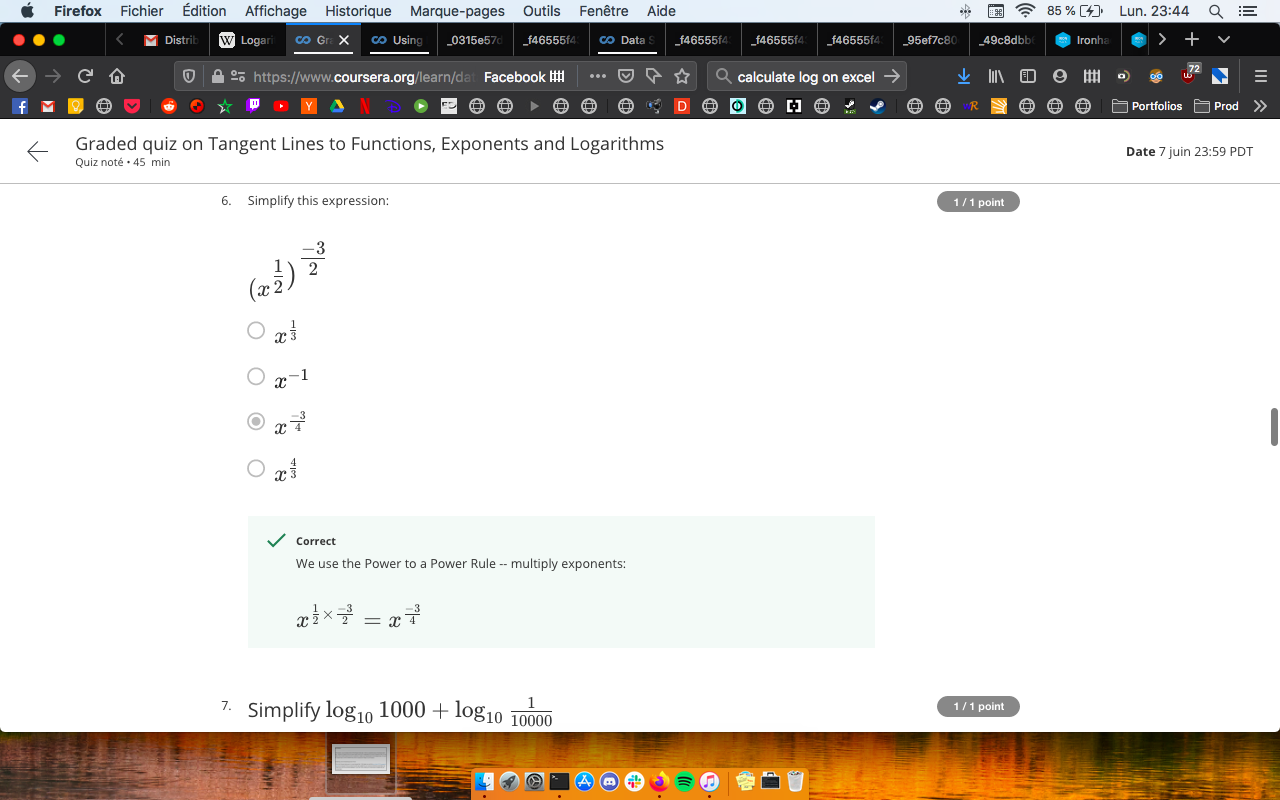 Firefox Fichier Édition Affichage Historique Marque-pages Outils Fenêtre Aide 85 % Lun. 23:44
Distrib Logari Gr Using _0315e57d _f46555f4 Data S _f46555f4 _f46555f4 _f46555f4 _95ef7c80 _49c8dbb Ironha
https://www.coursera.org/learn/dat Facebook calculate log on excel 72
Portfolios Prod
Graded quiz on Tangent Lines to Functions, Exponents and Logarithms
Quiz noté • 45 min
Date 7 juin 23:59 PDT
6. Simplify this expression:
1 / 1 point
(x^{\frac{1}{2}})^{\frac{-3}{2}}
x^{\frac{1}{3}}
x^{-1}
x^{\frac{-3}{4}}
x^{\frac{4}{3}}
Correct
We use the Power to a Power Rule -- multiply exponents:
x^{\frac{1}{2} \times \frac{-3}{2}} = x^{\frac{-3}{4}}
7. Simplify \log_{10} 1000 + \log_{10} \frac{1}{10000}
1 / 1 point